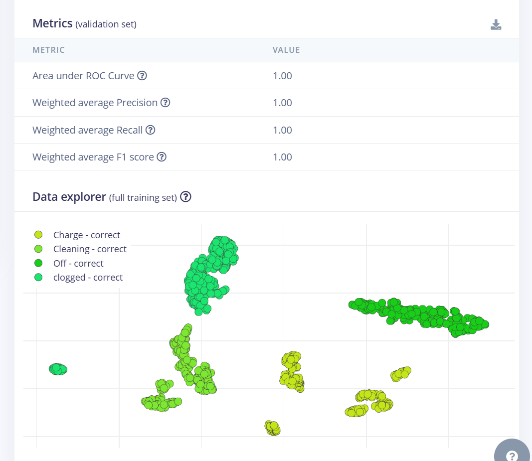 Metrics (validation set)
METRIC VALUE
Area under ROC Curve ?
1.00
Weighted average Precision ?
1.00
Weighted average Recall ?
1.00
Weighted average F1 score ?
1.00
Data explorer (full training set) ?
Charge - correct
Cleaning - correct
Off - correct
clogged - correct
?